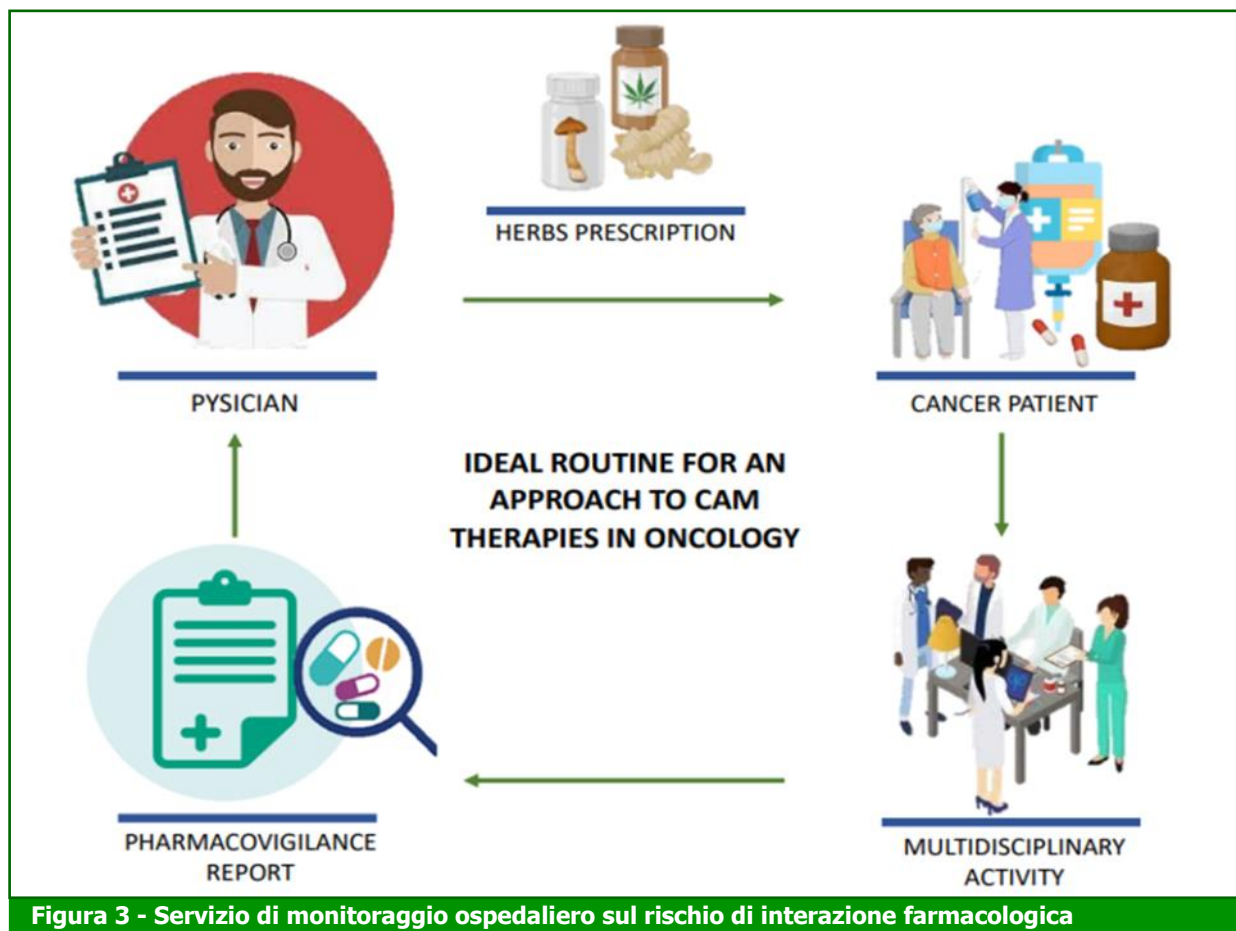 HERBS PRESCRIPTION
PYSICIAN
CANCER PATIENT
IDEAL ROUTINE FOR AN
APPROACH TO CAM
THERAPIES IN ONCOLOGY
PHARMACOVIGILANCE
REPORT
MULTIDISCIPLINARY
ACTIVITY
Figura 3 - Servizio di monitoraggio ospedaliero sul rischio di interazione farmacologica